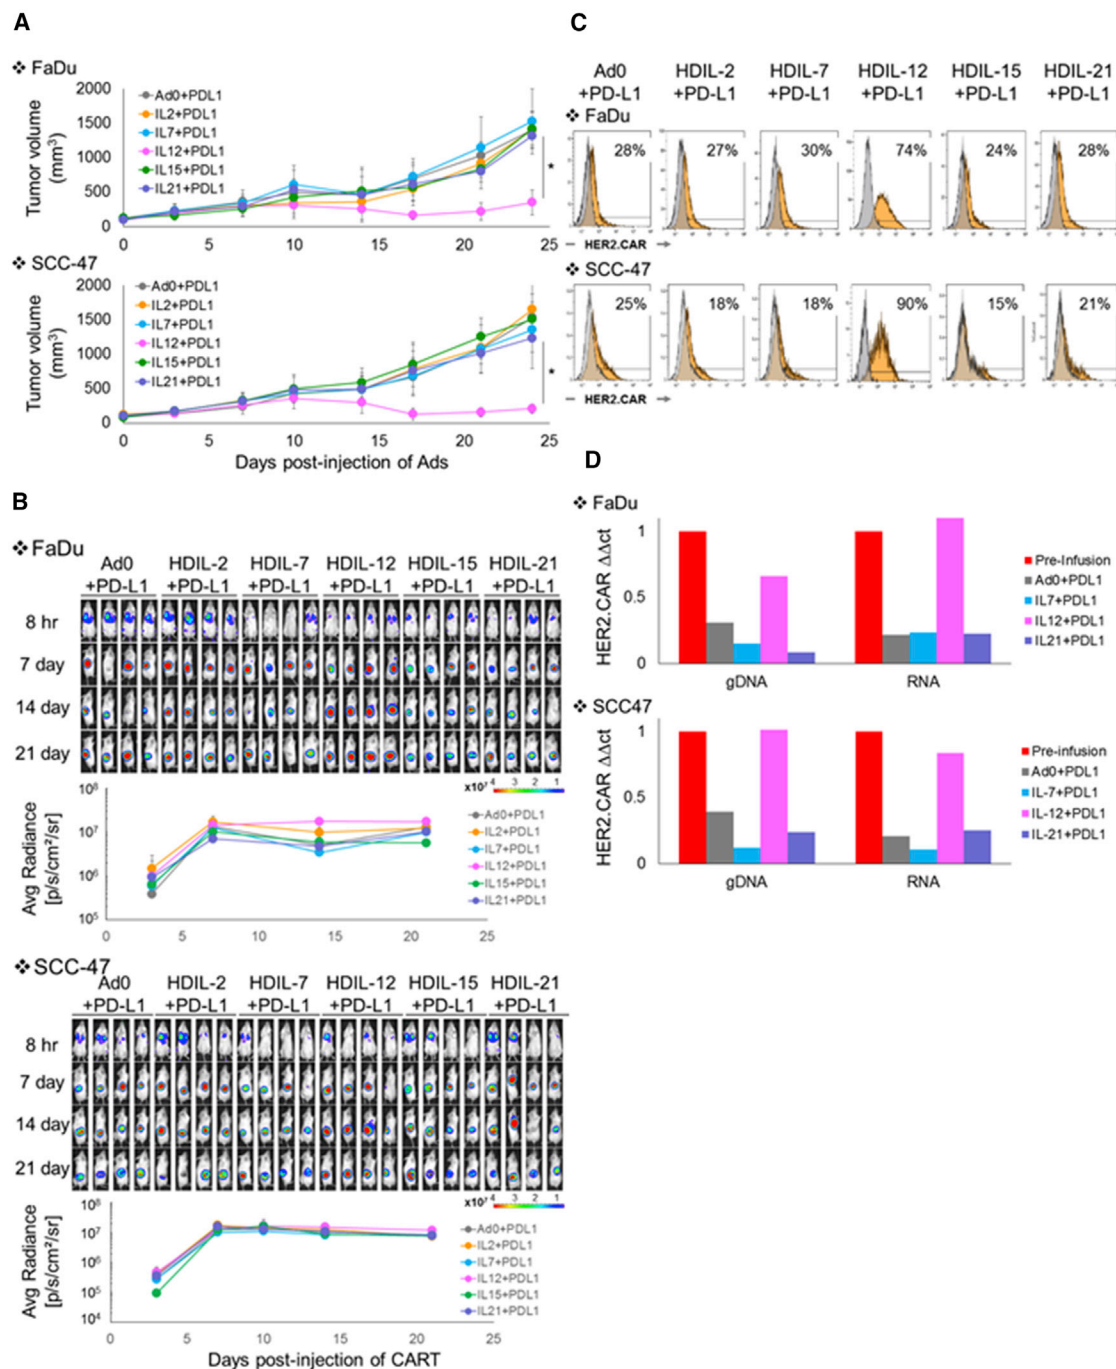 A
❖ FaDu
Tumor volume
(mm³)
2000
1500
1000
500
0
Ad0+PDL1
IL2+PDL1
IL7+PDL1
IL12+PDL1
IL15+PDL1
IL21+PDL1
*
0 5 10 15 20 25
❖ SCC-47
Tumor volume
(mm³)
2000
1500
1000
500
0
Ad0+PDL1
IL2+PDL1
IL7+PDL1
IL12+PDL1
IL15+PDL1
IL21+PDL1
*
0 5 10 15 20 25
Days post-injection of Ads
B
❖ FaDu
Ad0 HDIL-2 HDIL-7 HDIL-12 HDIL-15 HDIL-21
+PD-L1 +PD-L1 +PD-L1 +PD-L1 +PD-L1 +PD-L1
8 hr
7 day
14 day
21 day
x10⁷ 4 3 2 1
Avg Radiance
[p/s/cm²/sr]
10⁸
10⁷
10⁶
10⁵
Ad0+PDL1
IL2+PDL1
IL7+PDL1
IL12+PDL1
IL15+PDL1
IL21+PDL1
0 5 10 15 20 25
❖ SCC-47
Ad0 HDIL-2 HDIL-7 HDIL-12 HDIL-15 HDIL-21
+PD-L1 +PD-L1 +PD-L1 +PD-L1 +PD-L1 +PD-L1
8 hr
7 day
14 day
21 day
x10⁷ 4 3 2 1
Avg Radiance
[p/s/cm²/sr]
10⁸
10⁷
10⁶
10⁵
10⁴
Ad0+PDL1
IL2+PDL1
IL7+PDL1
IL12+PDL1
IL15+PDL1
IL21+PDL1
0 5 10 15 20 25
Days post-injection of CART
C
Ad0 HDIL-2 HDIL-7 HDIL-12 HDIL-15 HDIL-21
+PD-L1 +PD-L1 +PD-L1 +PD-L1 +PD-L1 +PD-L1
❖ FaDu
28% 27% 30% 74% 24% 28%
HER2.CAR
❖ SCC-47
25% 18% 18% 90% 15% 21%
HER2.CAR
D
❖ FaDu
HER2.CAR ΔΔct
1
0.5
0
gDNA RNA
Pre-Infusion
Ad0+PDL1
IL7+PDL1
IL12+PDL1
IL21+PDL1
❖ SCC47
HER2.CAR ΔΔct
1
0.5
0
gDNA RNA
Pre-infusion
Ad0+PDL1
IL-7+PDL1
IL-12+PDL1
IL-21+PDL1